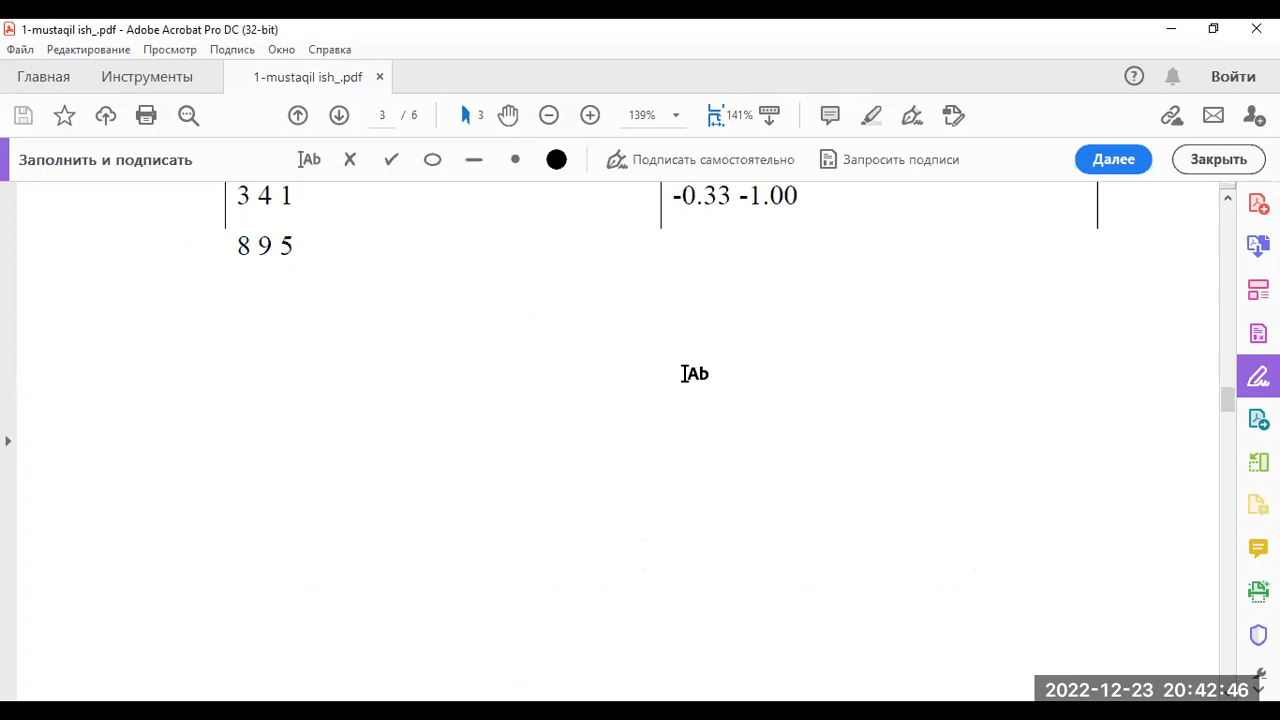 1-mustaqil ish_.pdf - Adobe Acrobat Pro DC (32-bit)
Файл Редактирование Просмотр Подпись Окно Справка
Главная Инструменты 1-mustaqil ish_.pdf × Войти
3 3 / 6 139% 141%
Заполнить и подписать Ab Подписать самостоятельно Запросить подписи Далее Закрыть
3 4 1 -0.33 -1.00
8 9 5
Ab
2022-12-23 20:42:46